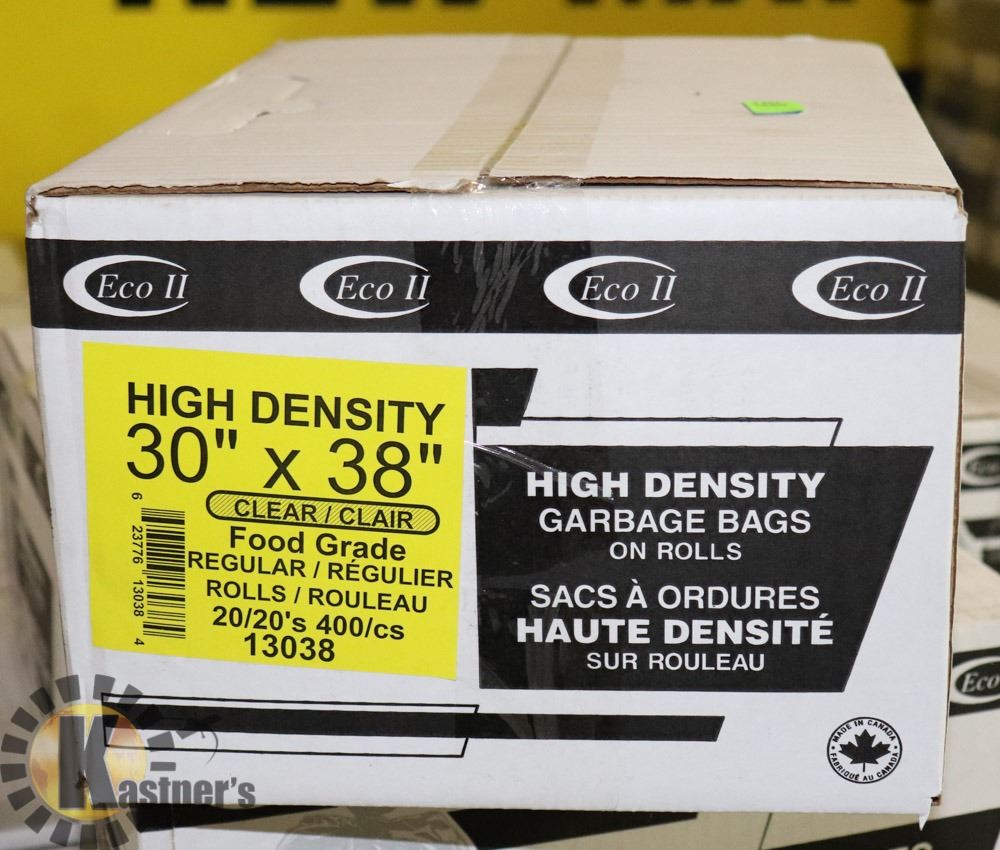 Eco II Eco II Eco II Eco II
HIGH DENSITY
30" x 38"
CLEAR / CLAIR
Food Grade
REGULAR / RÉGULIER
ROLLS / ROULEAU
20/20's 400/cs
13038
6 23776 13038 4
HIGH DENSITY
GARBAGE BAGS
ON ROLLS
SACS À ORDURES
HAUTE DENSITÉ
SUR ROULEAU
MADE IN CANADA
FABRIQUÉ AU CANADA
Kastner's
Eco